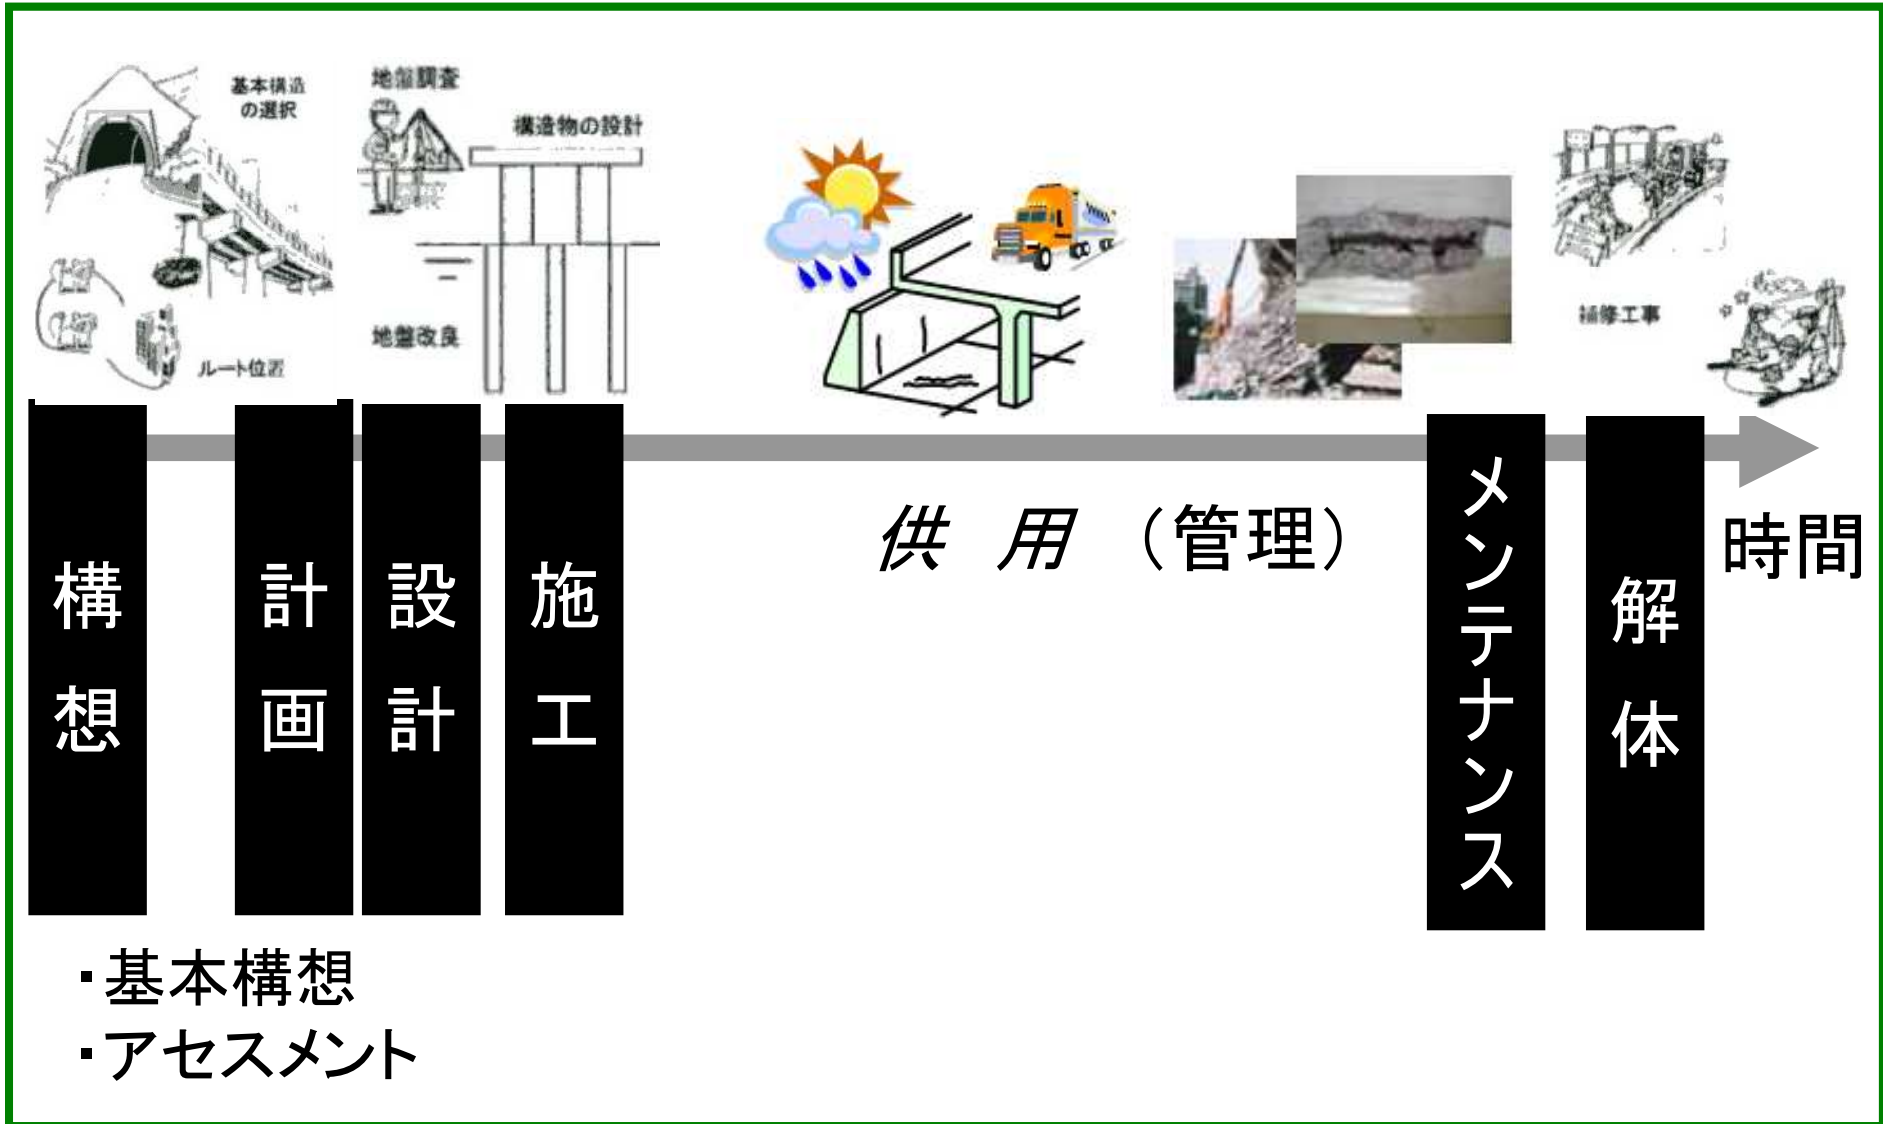 基本構造
の選択
ルート位置
地盤調査
構造物の設計
地盤改良
補修工事
構想
計画
設計
施工
供 用 （管理）
メンテナンス
解体
時間
・基本構想
・アセスメント